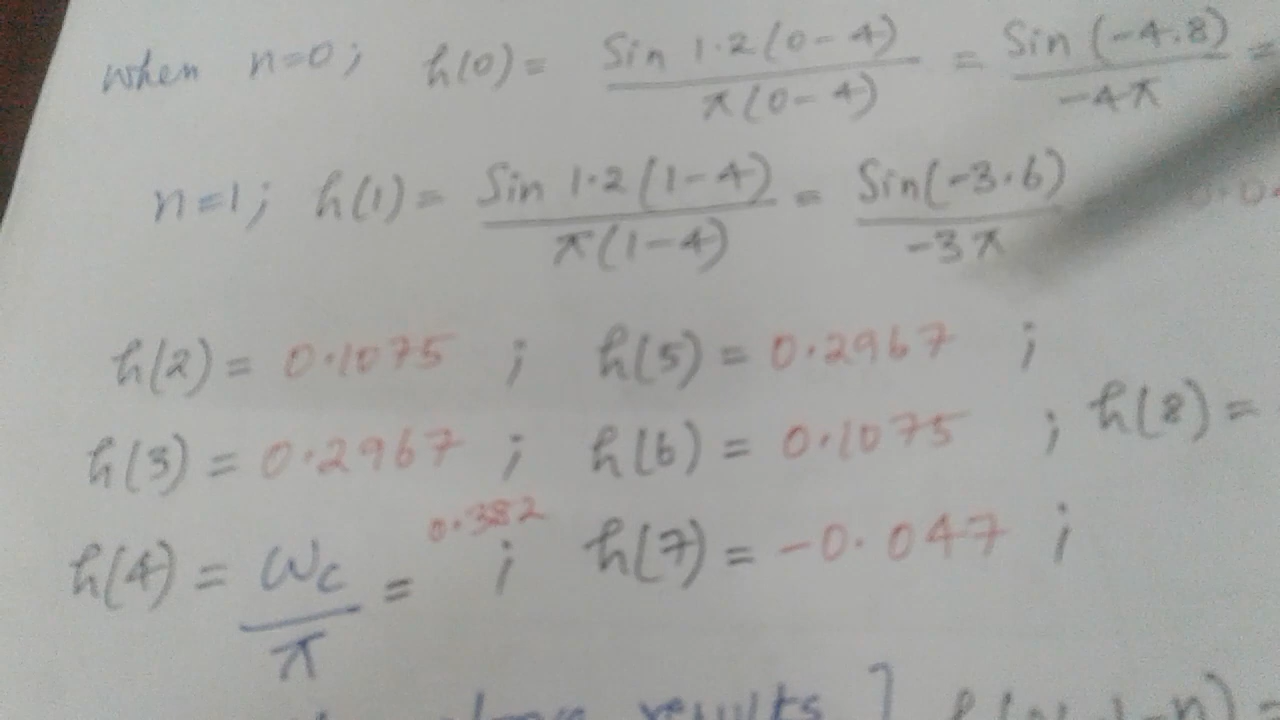 when n=0; h(0) = Sin 1.2(0-4) / π(0-4) = Sin (-4.8) / -4π =
n=1; h(1) = Sin 1.2(1-4) / π(1-4) = Sin(-3.6) / -3π
h(2) = 0.1075 ; h(5) = 0.2967 ;
h(3) = 0.2967 ; h(6) = 0.1075 ; h(8) =
h(4) = ωc / π = 0.382 ; h(7) = -0.047 ;
results ]